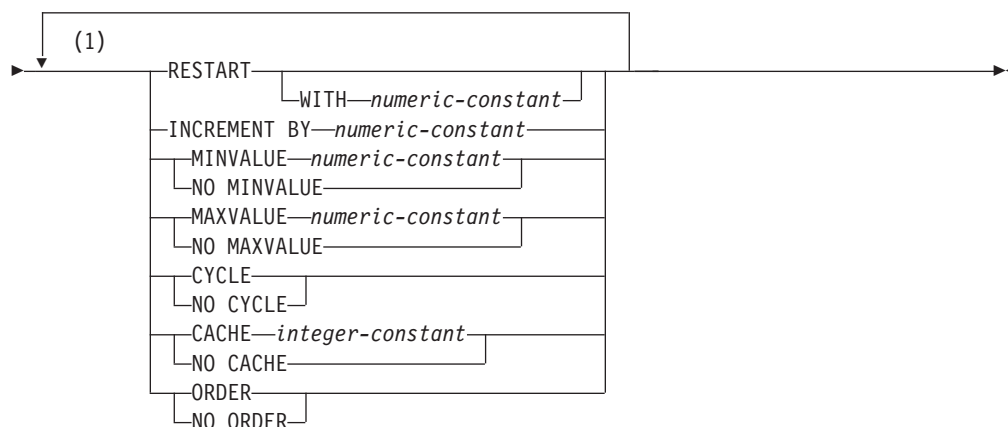 (1)
RESTART
WITH numeric-constant
INCREMENT BY numeric-constant
MINVALUE numeric-constant
NO MINVALUE
MAXVALUE numeric-constant
NO MAXVALUE
CYCLE
NO CYCLE
CACHE integer-constant
NO CACHE
ORDER
NO ORDER